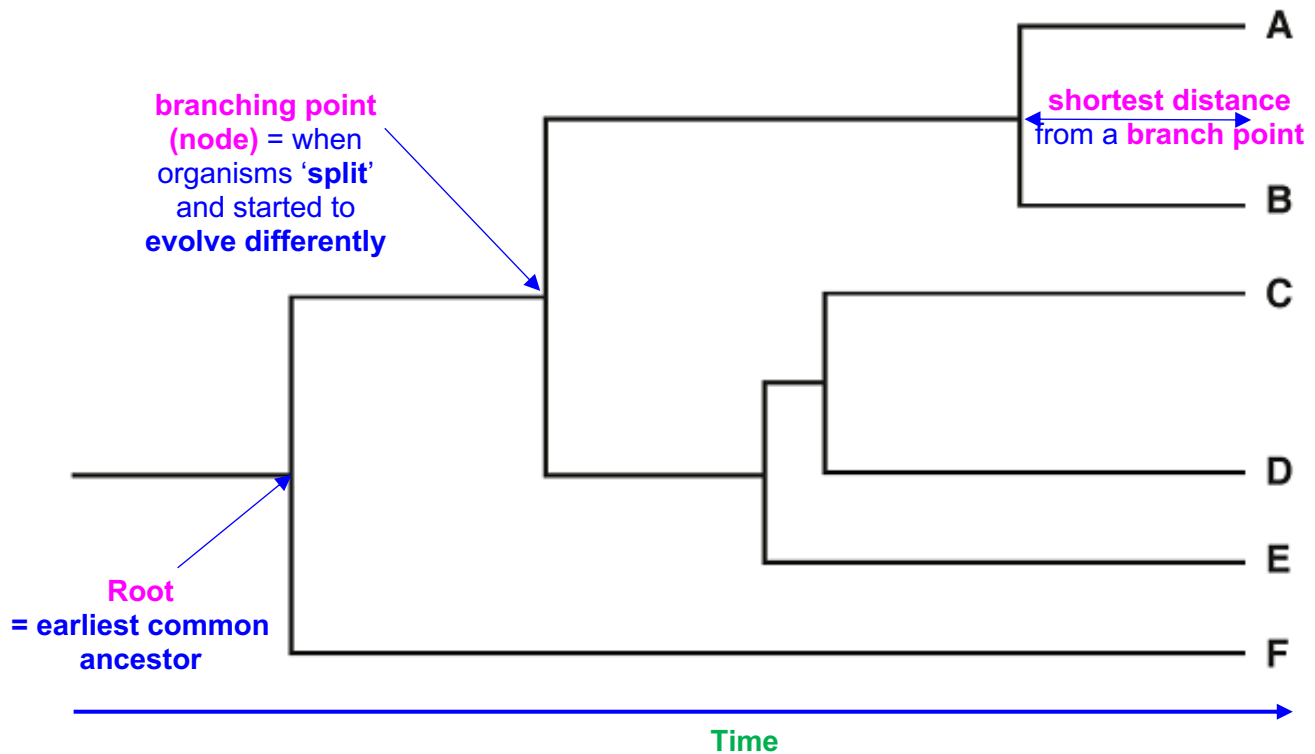 A
branching point
(node) = when
organisms ‘split’
and started to
evolve differently
shortest distance
from a branch point
B
C
D
E
Root
= earliest common
ancestor
F
Time